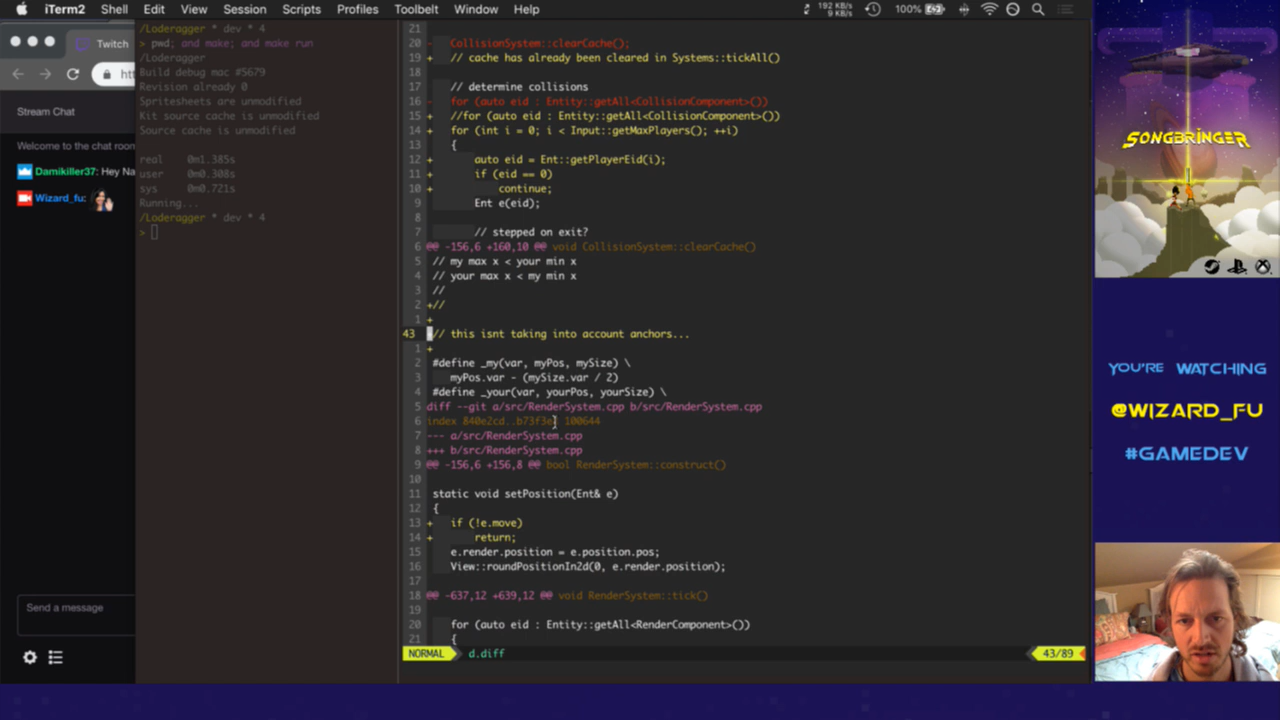 iTerm2 Shell Edit View Session Scripts Profiles Toolbelt Window Help
192 KB/s
9 KB/s
100%
Twitch
htt
Stream Chat
Welcome to the chat room
Damikiller37: Hey Na
Wizard_fu:
Send a message
/Loderagger * dev * 4
> pwd; and make; and make run
/Loderagger
Build debug mac #5679
Revision already 0
Spritesheets are unmodified
Kit source cache is unmodified
Source cache is unmodified
real 0m1.385s
user 0m0.308s
sys 0m0.721s
Running...
/Loderagger * dev * 4
>
21
20 - CollisionSystem::clearCache();
19 + // cache has already been cleared in Systems::tickAll()
18
17 // determine collisions
16 - for (auto eid : Entity::getAll<CollisionComponent>())
15 + //for (auto eid : Entity::getAll<CollisionComponent>())
14 + for (int i = 0; i < Input::getMaxPlayers(); ++i)
13 {
12 + auto eid = Ent::getPlayerEid(i);
11 + if (eid == 0)
10 + continue;
9 Ent e(eid);
8
7 // stepped on exit?
6 @@ -156,6 +160,10 @@ void CollisionSystem::clearCache()
5 // my max x < your min x
4 // your max x < my min x
3 //
2 +//
1 +
43 // this isnt taking into account anchors...
1 +
2 #define _my(var, myPos, mySize) \
3 myPos.var - (mySize.var / 2)
4 #define _your(var, yourPos, yourSize) \
5 diff --git a/src/RenderSystem.cpp b/src/RenderSystem.cpp
6 index 840e2cd..b73f3e 100644
7 --- a/src/RenderSystem.cpp
8 +++ b/src/RenderSystem.cpp
9 @@ -156,6 +156,8 @@ bool RenderSystem::construct()
10
11 static void setPosition(Ent& e)
12 {
13 + if (!e.move)
14 + return;
15 e.render.position = e.position.pos;
16 View::roundPositionIn2d(0, e.render.position);
17
18 @@ -637,12 +639,12 @@ void RenderSystem::tick()
19
20 for (auto eid : Entity::getAll<RenderComponent>())
21 {
NORMAL d.diff 43/89
SONGBRINGER
YOU'RE WATCHING
@WIZARD_FU
#GAMEDEV